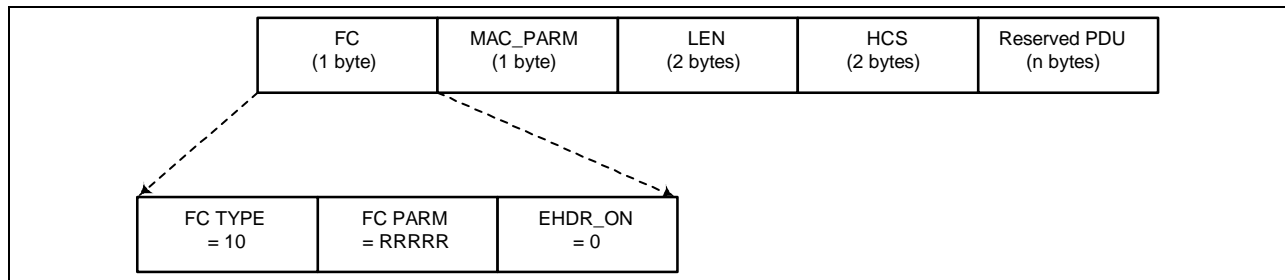 FC MAC_PARM LEN HCS Reserved PDU
(1 byte) (1 byte) (2 bytes) (2 bytes) (n bytes)
FC TYPE FC PARM EHDR_ON
= 10 = RRRRR = 0